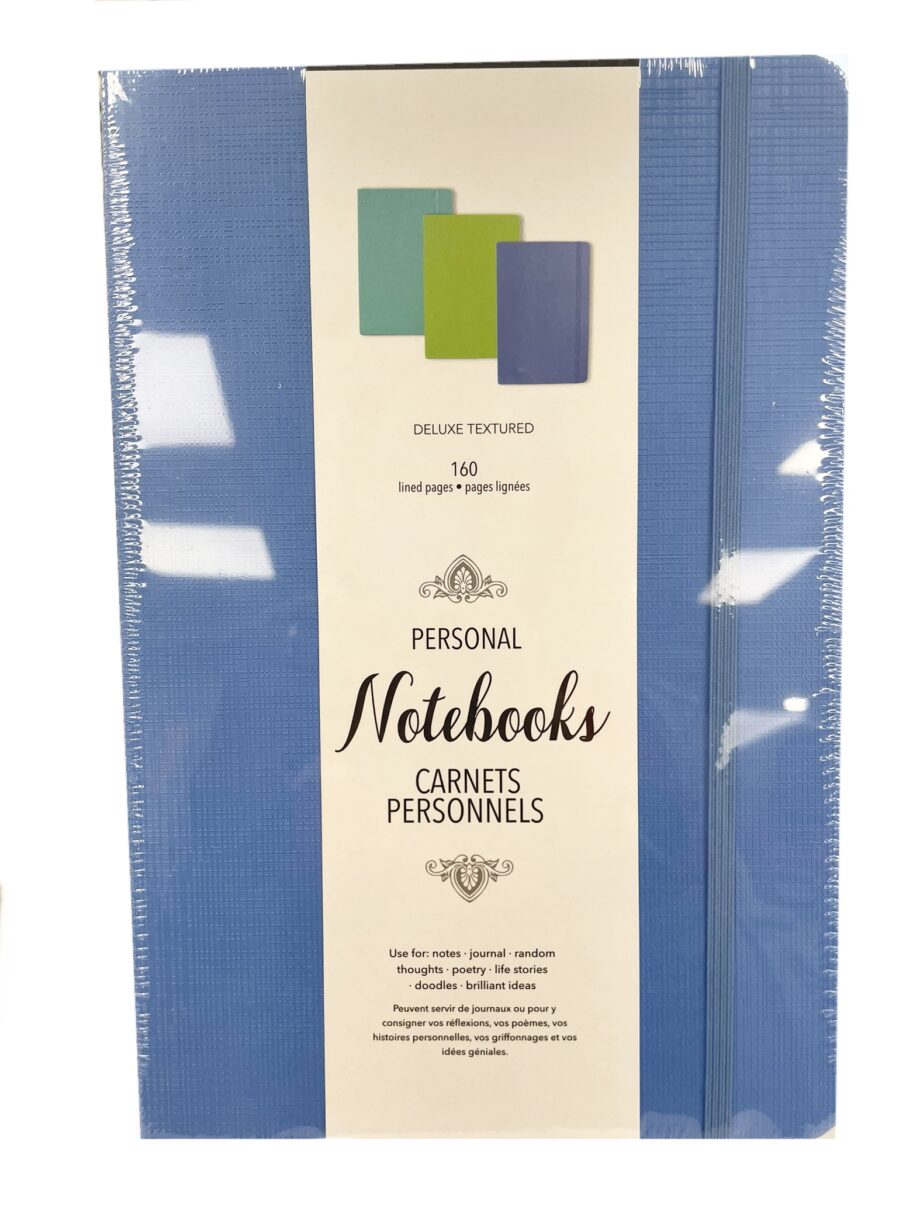 DELUXE TEXTURED
160
lined pages • pages lignées
PERSONAL
Notebooks
CARNETS
PERSONNELS
Use for: notes · journal · random
thoughts · poetry · life stories
· doodles · brilliant ideas
Peuvent servir de journaux ou pour y
consigner vos réflexions, vos poèmes, vos
histoires personnelles, vos griffonnages et vos
idées géniales.